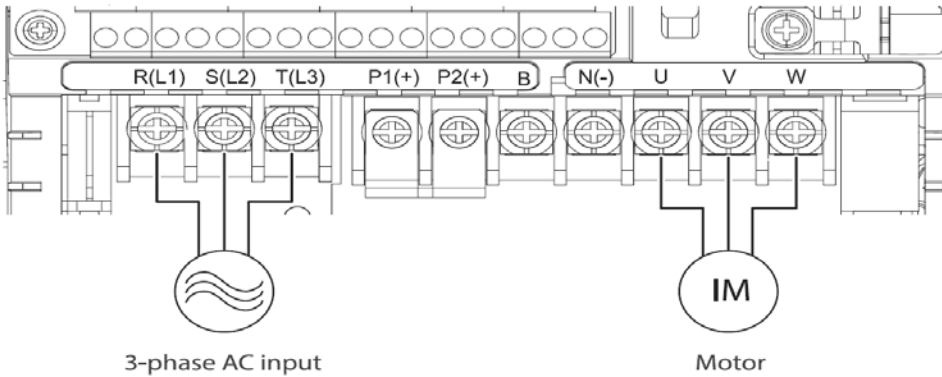 R(L1) S(L2) T(L3) P1(+) P2(+) B N(-) U V W
IM
3-phase AC input Motor